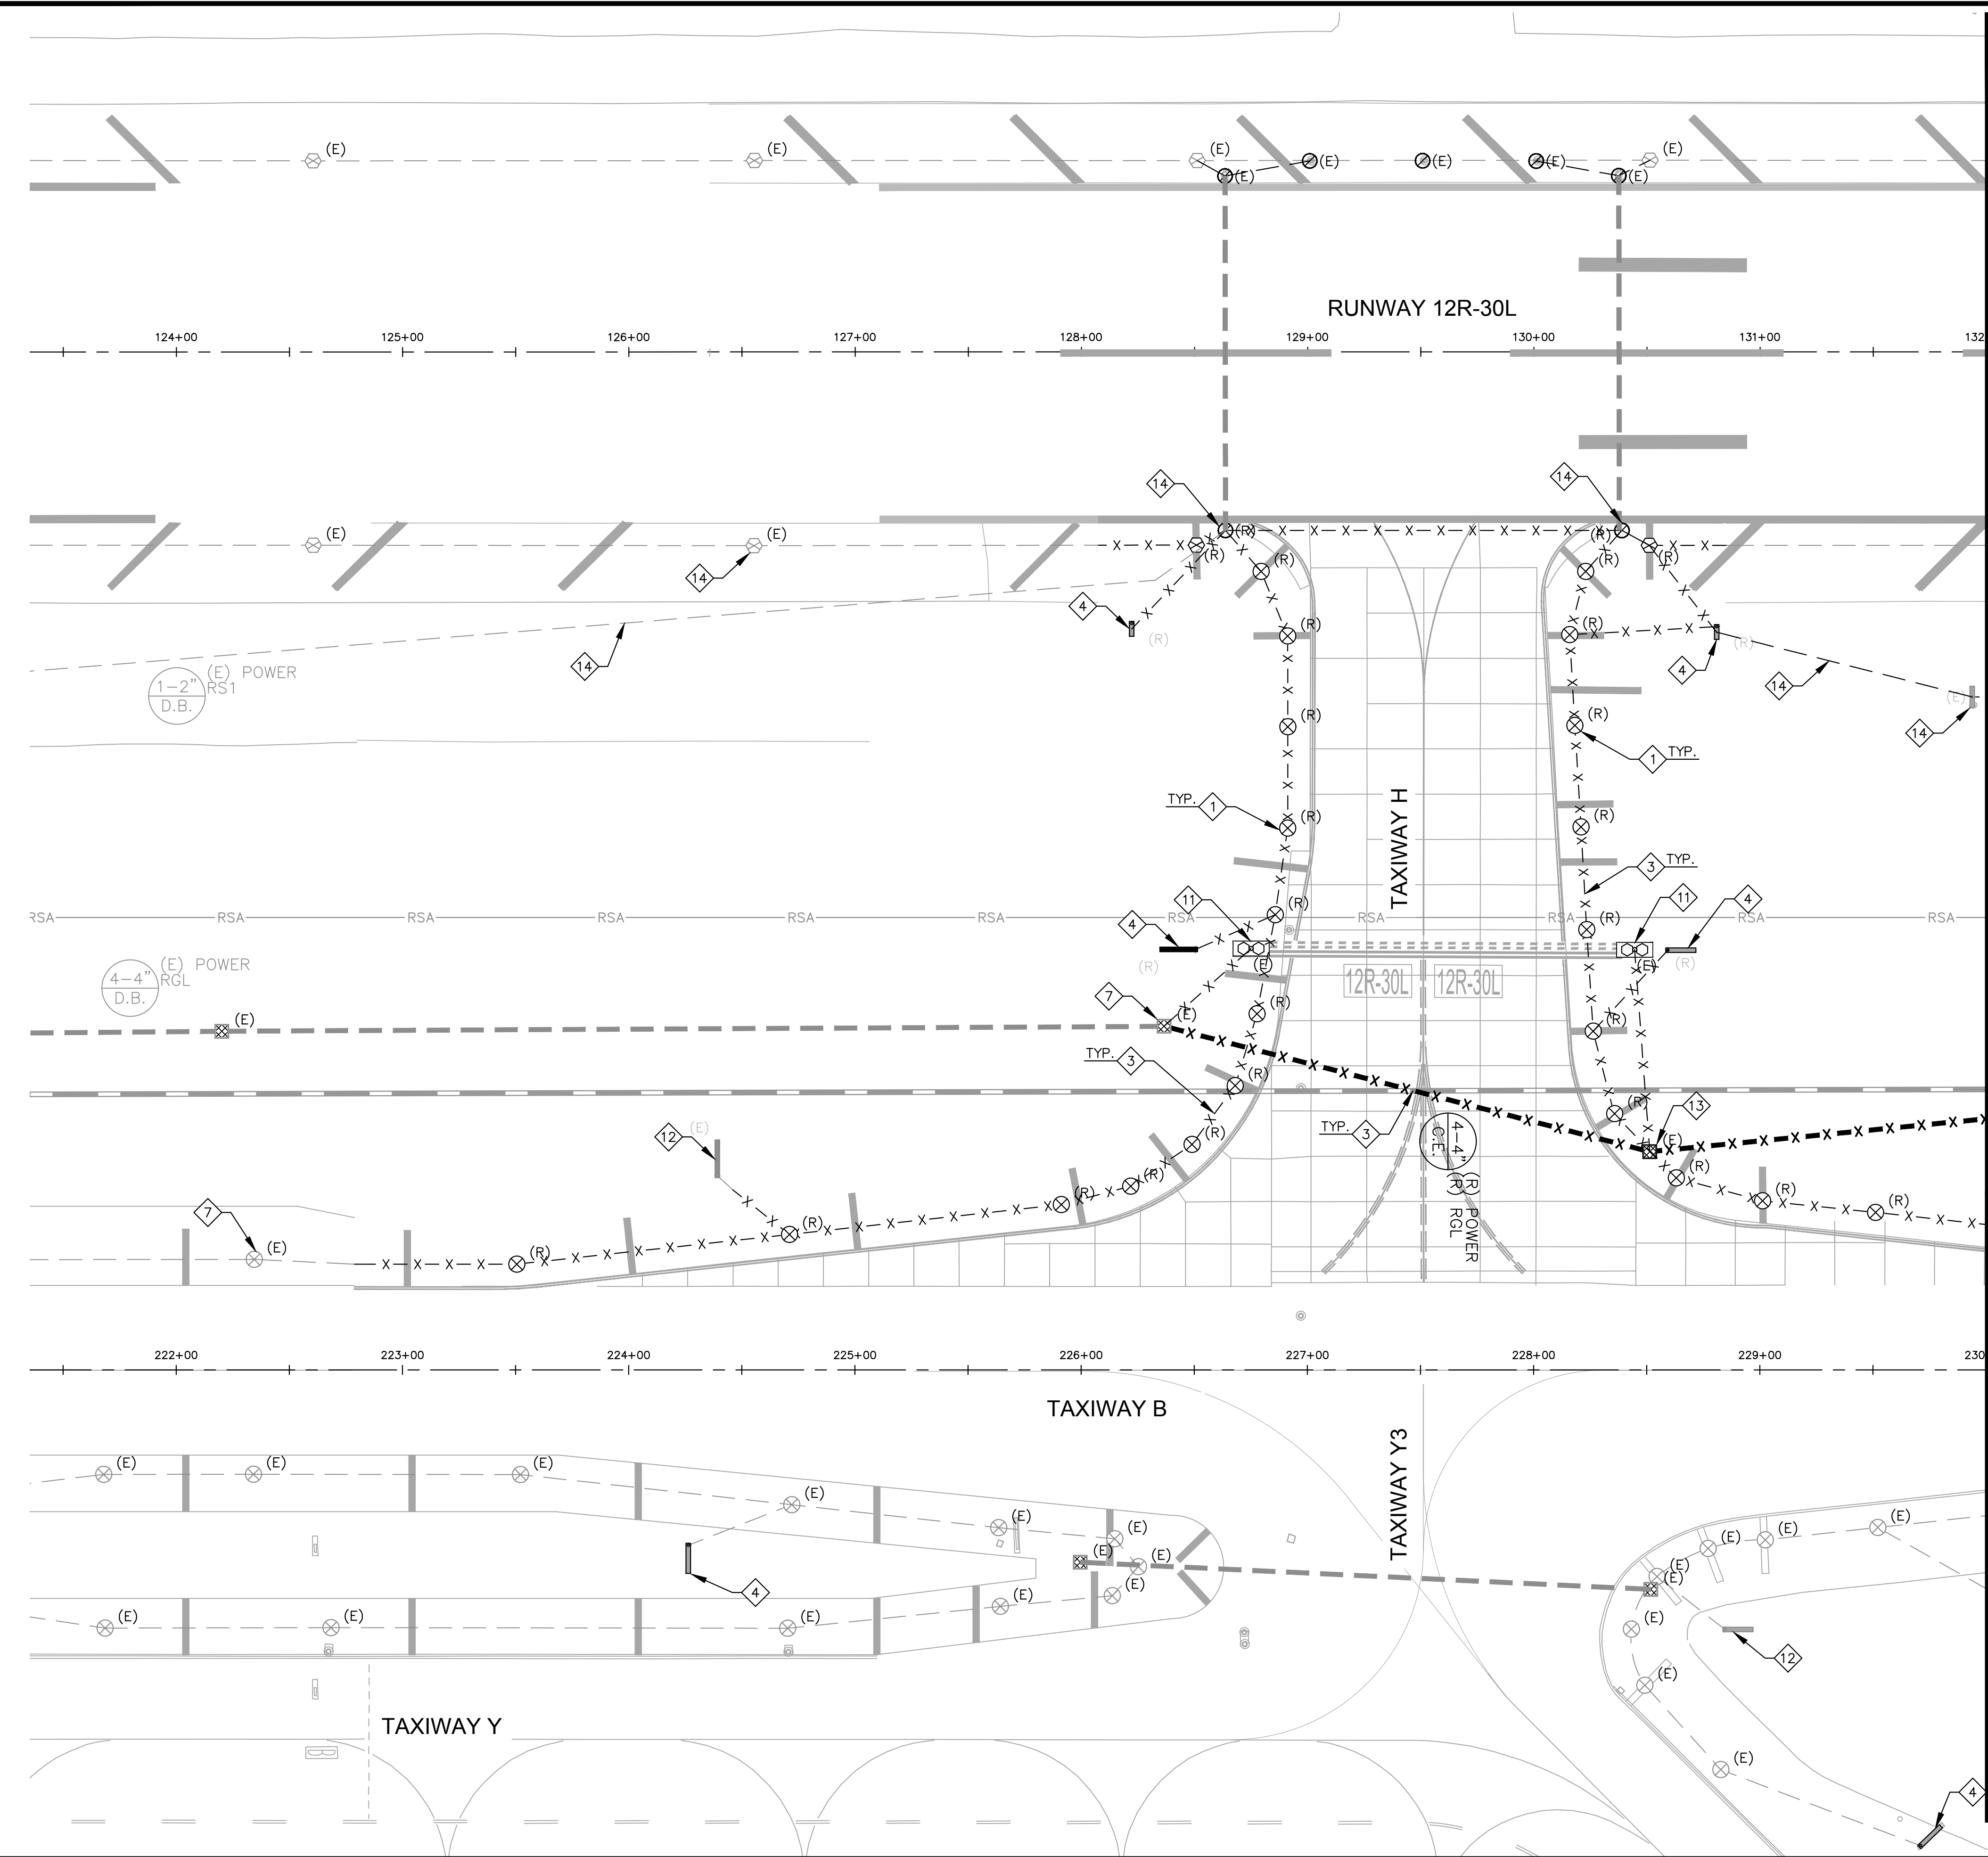 (E) (E) (E) (E) (E) (E) (E)
(E) (E)
RUNWAY 12R-30L
124+00 125+00 126+00 127+00 128+00 129+00 130+00 131+00 132
14 14
(E) (E) (R) (R) (R) (R)
14 (R) (R)
4 (R) (R) (R) 4 (R)
14 14 (E) 14
1-2" D.B.
(E) POWER
RS1
(R) (R)
TYP. 1 1 TYP.
(R) (R)
TAXIWAY H
3 TYP.
11 11 4
4 (R) (R)
RSA RSA RSA RSA RSA RSA RSA RSA RSA RSA RSA
(R) (E) (E) (R)
4-4" D.B.
(E) POWER
RGL
12R-30L 12R-30L
7 (E) (R) (R)
(E)
TYP. 3
(R) (R)
13
12 (E) (R) TYP. 3 (E)
4-4" C.E.
(R) POWER
(R) RGL
(R) (R) (R) (R) (R)
7 (E) (R) (R)
222+00 223+00 224+00 225+00 226+00 227+00 228+00 229+00 230
TAXIWAY B
TAXIWAY Y3
(E) (E) (E) (E) (E) (E) (E) (E) (E) (E)
(E) (E) (E) (E)
4 (E) (E)
(E) (E) (E) (E)
12
(E)
TAXIWAY Y
(E)
4